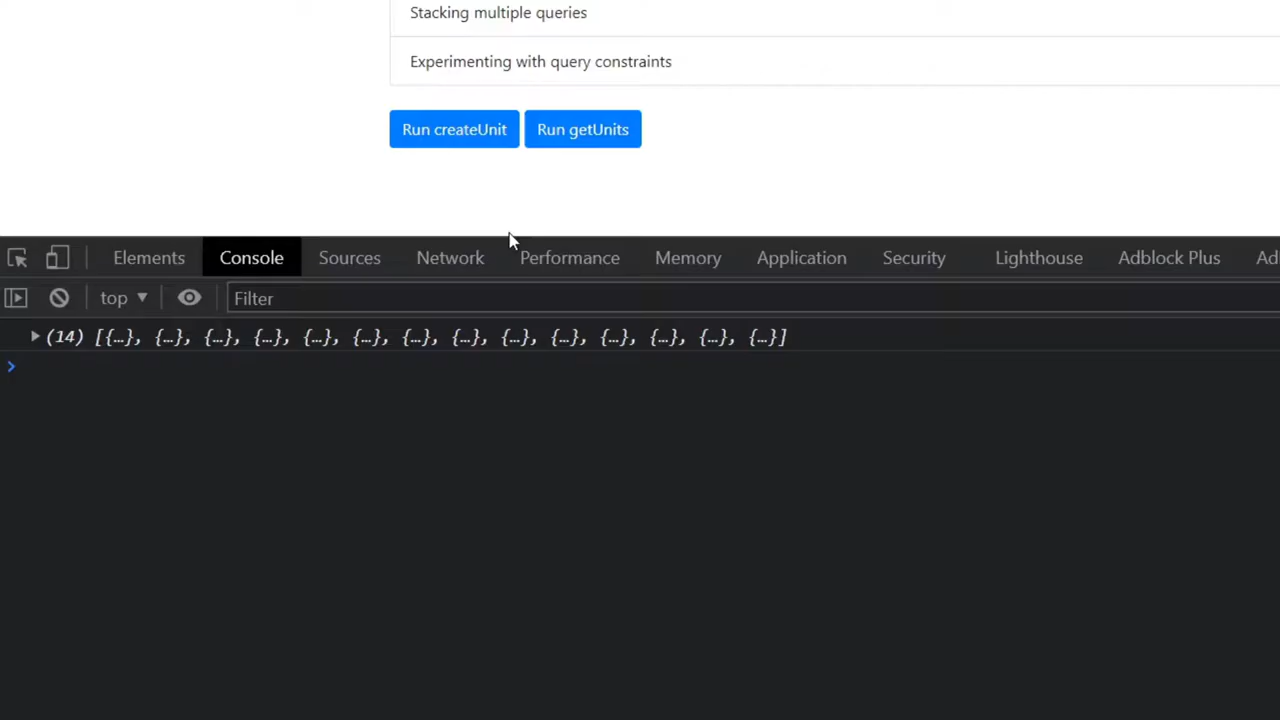 Stacking multiple queries
Experimenting with query constraints
Run createUnit Run getUnits
Elements Console Sources Network Performance Memory Application Security Lighthouse Adblock Plus Ad
top ▼ Filter
▶ (14) [{…}, {…}, {…}, {…}, {…}, {…}, {…}, {…}, {…}, {…}, {…}, {…}, {…}, {…}]
>